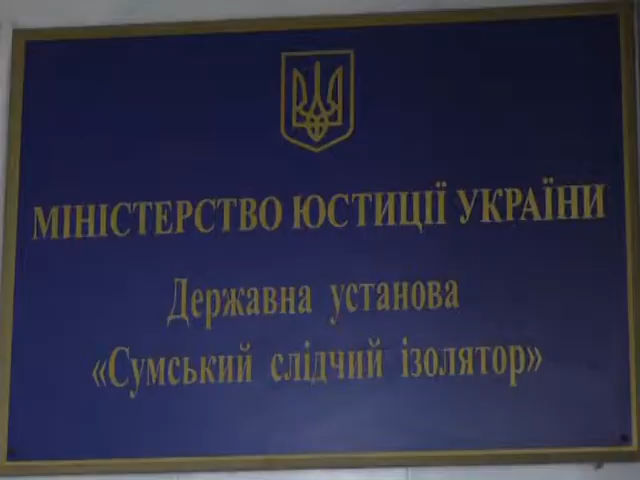 МІНІСТЕРСТВО ЮСТИЦІЇ УКРАЇНИ
Державна установа
«Сумський слідчий ізолятор»